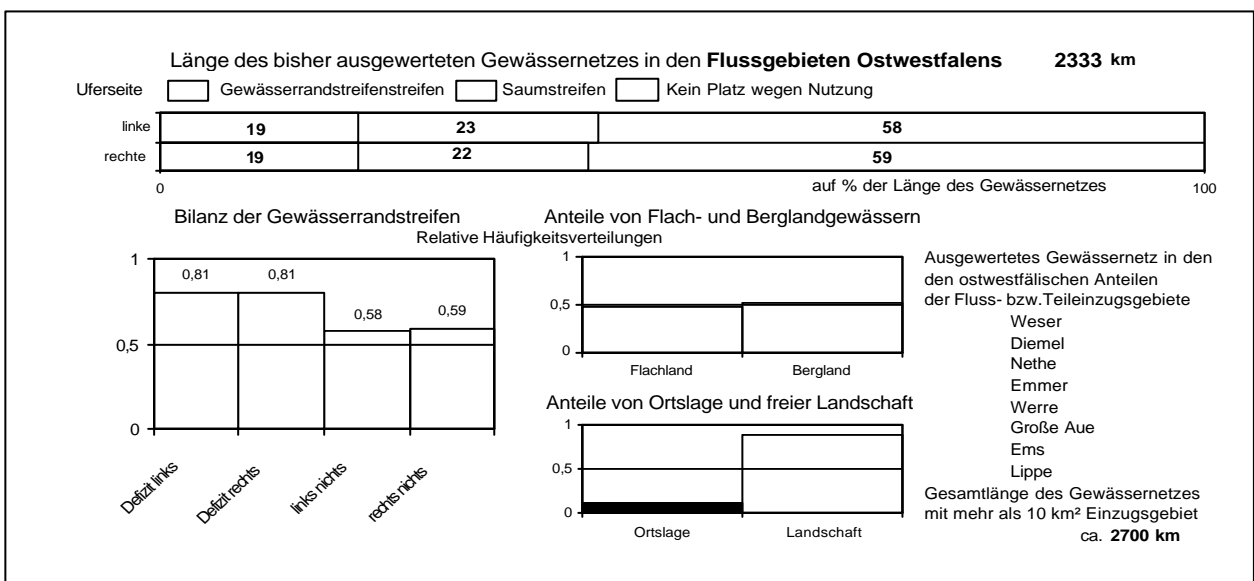 Länge des bisher ausgewerteten Gewässernetzes in den Flussgebieten Ostwestfalens 2333 km
Uferseite Gewässerrandstreifenstreifen Saumstreifen Kein Platz wegen Nutzung
linke 19 23 58
rechte 19 22 59
0 auf % der Länge des Gewässernetzes 100
Bilanz der Gewässerrandstreifen
Anteile von Flach- und Berglandgewässern
Relative Häufigkeitsverteilungen
1
0,81 0,81 0,58 0,59
0,5
0
Defizit links
Defizit rechts
links nichts
rechts nichts
1
0,5
0
Flachland Bergland
Anteile von Ortslage und freier Landschaft
1
0,5
0
Ortslage Landschaft
Ausgewertetes Gewässernetz in den
den ostwestfälischen Anteilen
der Fluss- bzw.Teileinzugsgebiete
Weser
Diemel
Nethe
Emmer
Werre
Große Aue
Ems
Lippe
Gesamtlänge des Gewässernetzes
mit mehr als 10 km² Einzugsgebiet
ca. 2700 km